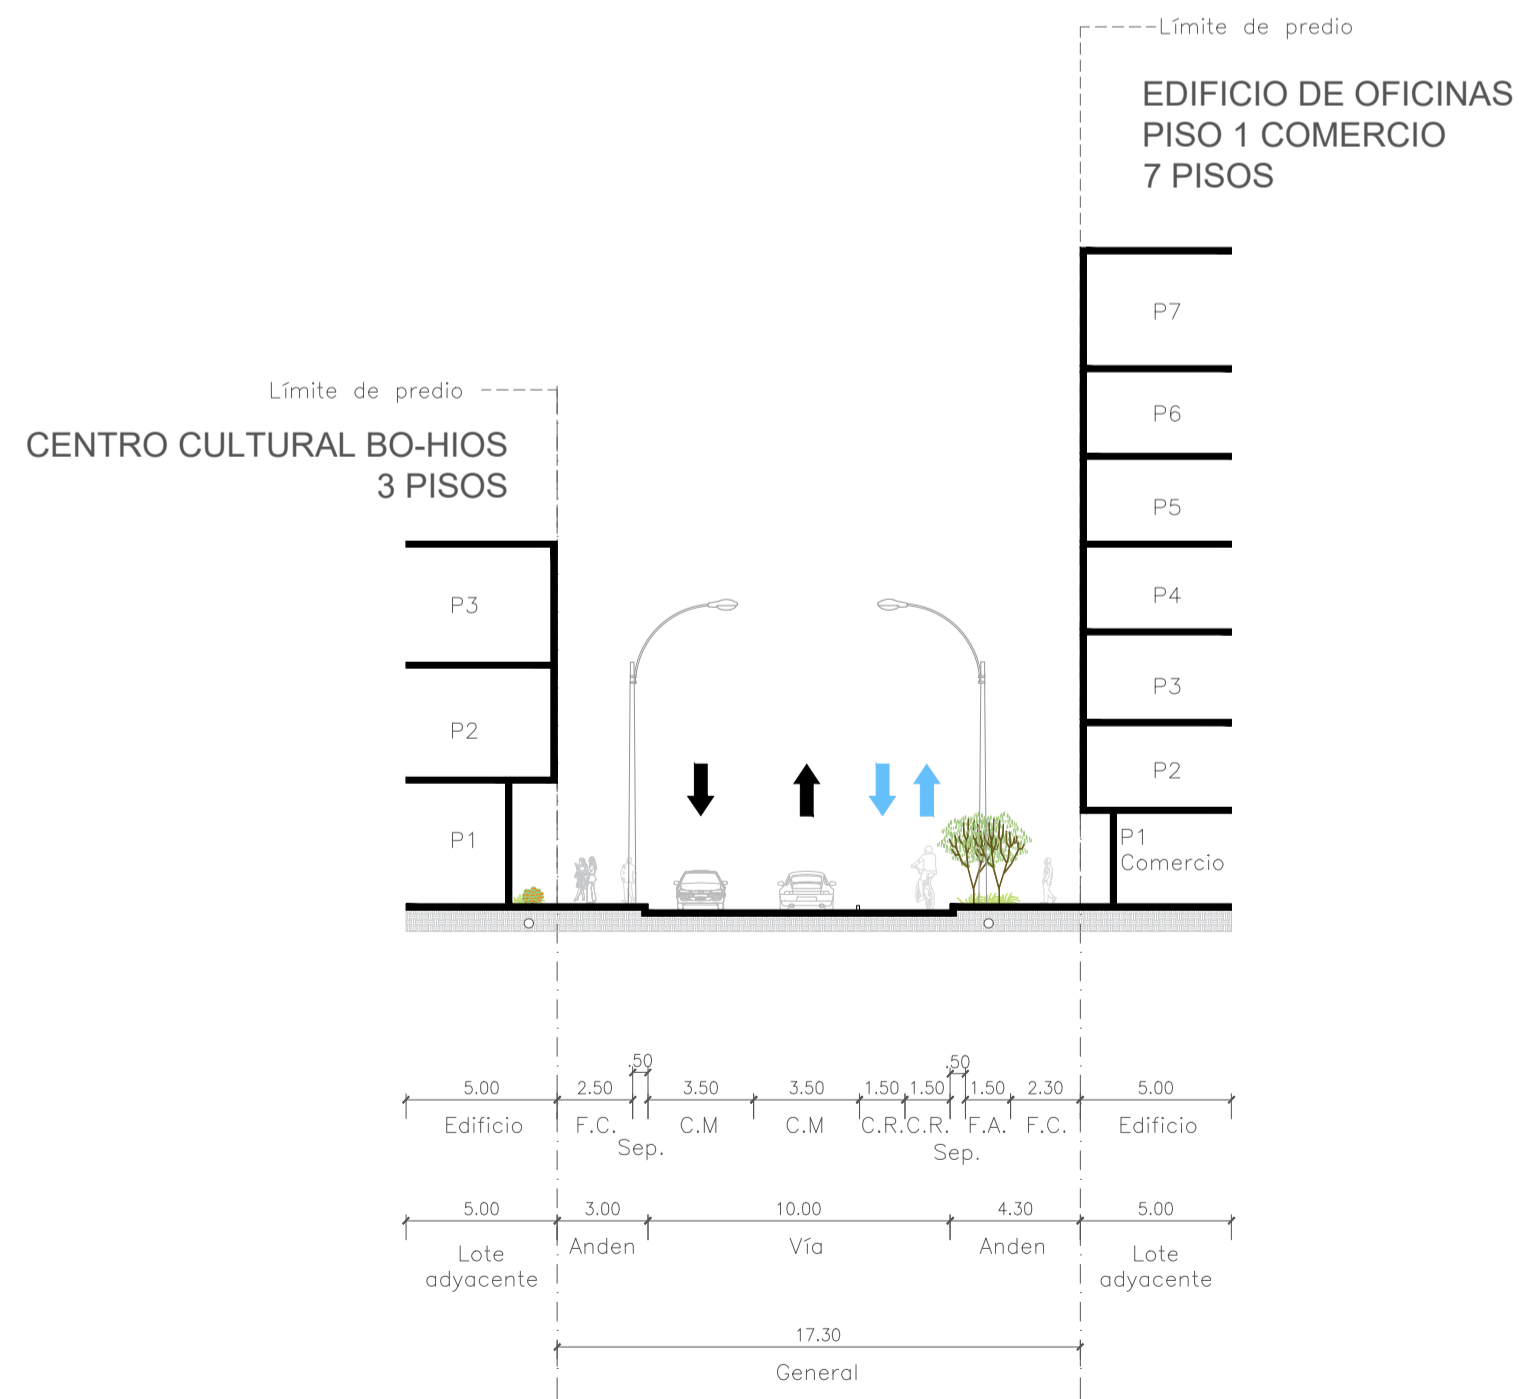 Límite de predio
EDIFICIO DE OFICINAS
PISO 1 COMERCIO
7 PISOS
P7
Límite de predio
P6
CENTRO CULTURAL BO-HIOS
3 PISOS
P5
P3
P4
P3
P2
P2
P1
P1
Comercio
.50
.50
5.00
2.50
3.50
3.50
1.50
1.50
1.50
2.30
5.00
Edificio
F.C.
C.M
C.M
C.R.
C.R.
F.A.
F.C.
Edificio
Sep.
Sep.
5.00
3.00
10.00
4.30
5.00
Lote
adyacente
Anden
Vía
Anden
Lote
adyacente
17.30
General